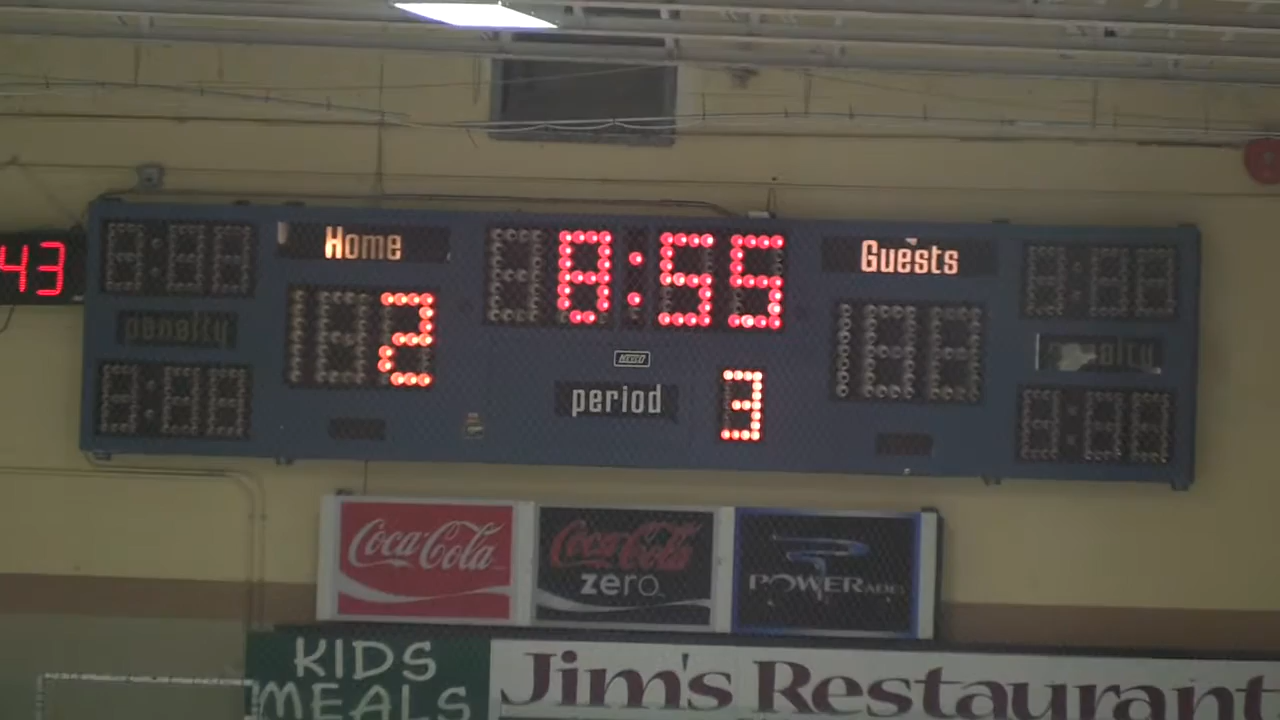 43
Home
8:55
Guests
2
penalty
penalty
period
3
Coca-Cola
Coca-Cola
zero
POWERADE
KIDS
MEALS
Jim's Restaurant